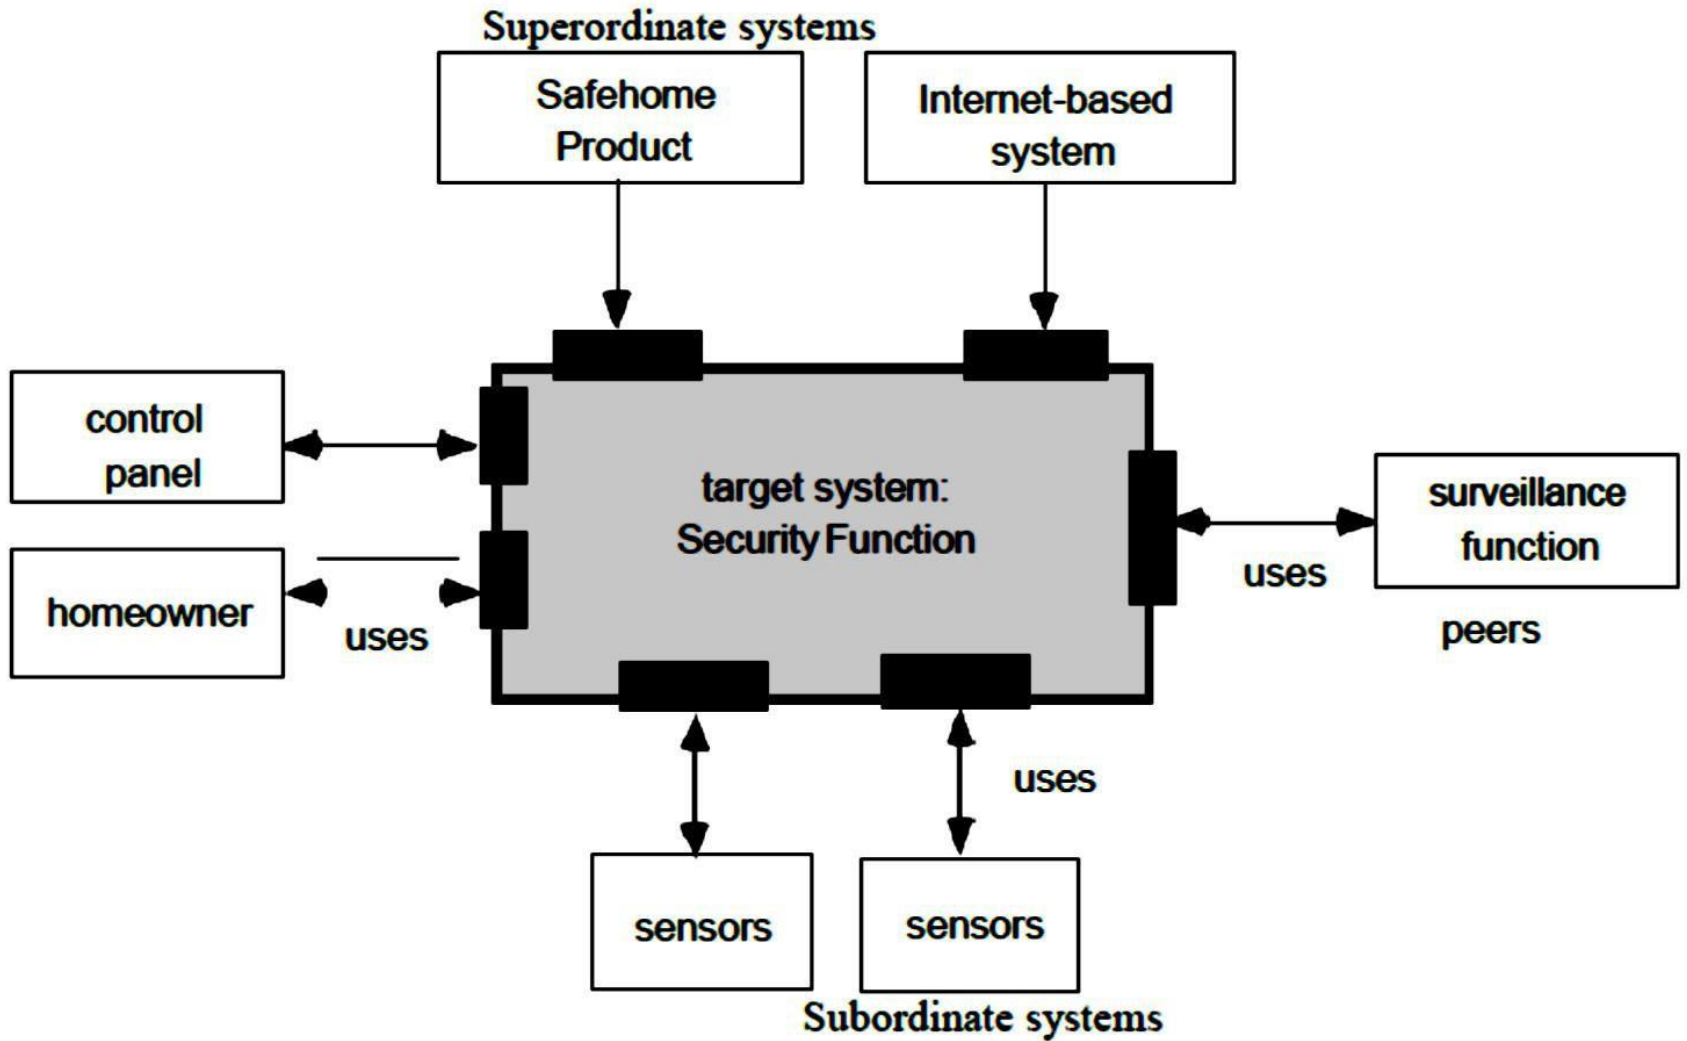 Superordinate systems
Safehome
Product
Internet-based
system
control
panel
target system:
Security Function
surveillance
function
uses
peers
homeowner
uses
uses
sensors
sensors
Subordinate systems